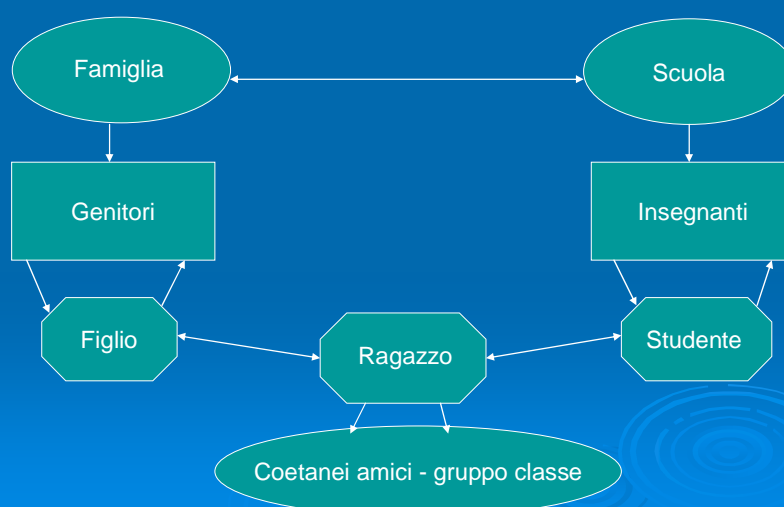 Famiglia
Scuola
Genitori
Insegnanti
Figlio
Ragazzo
Studente
Coetanei amici - gruppo classe